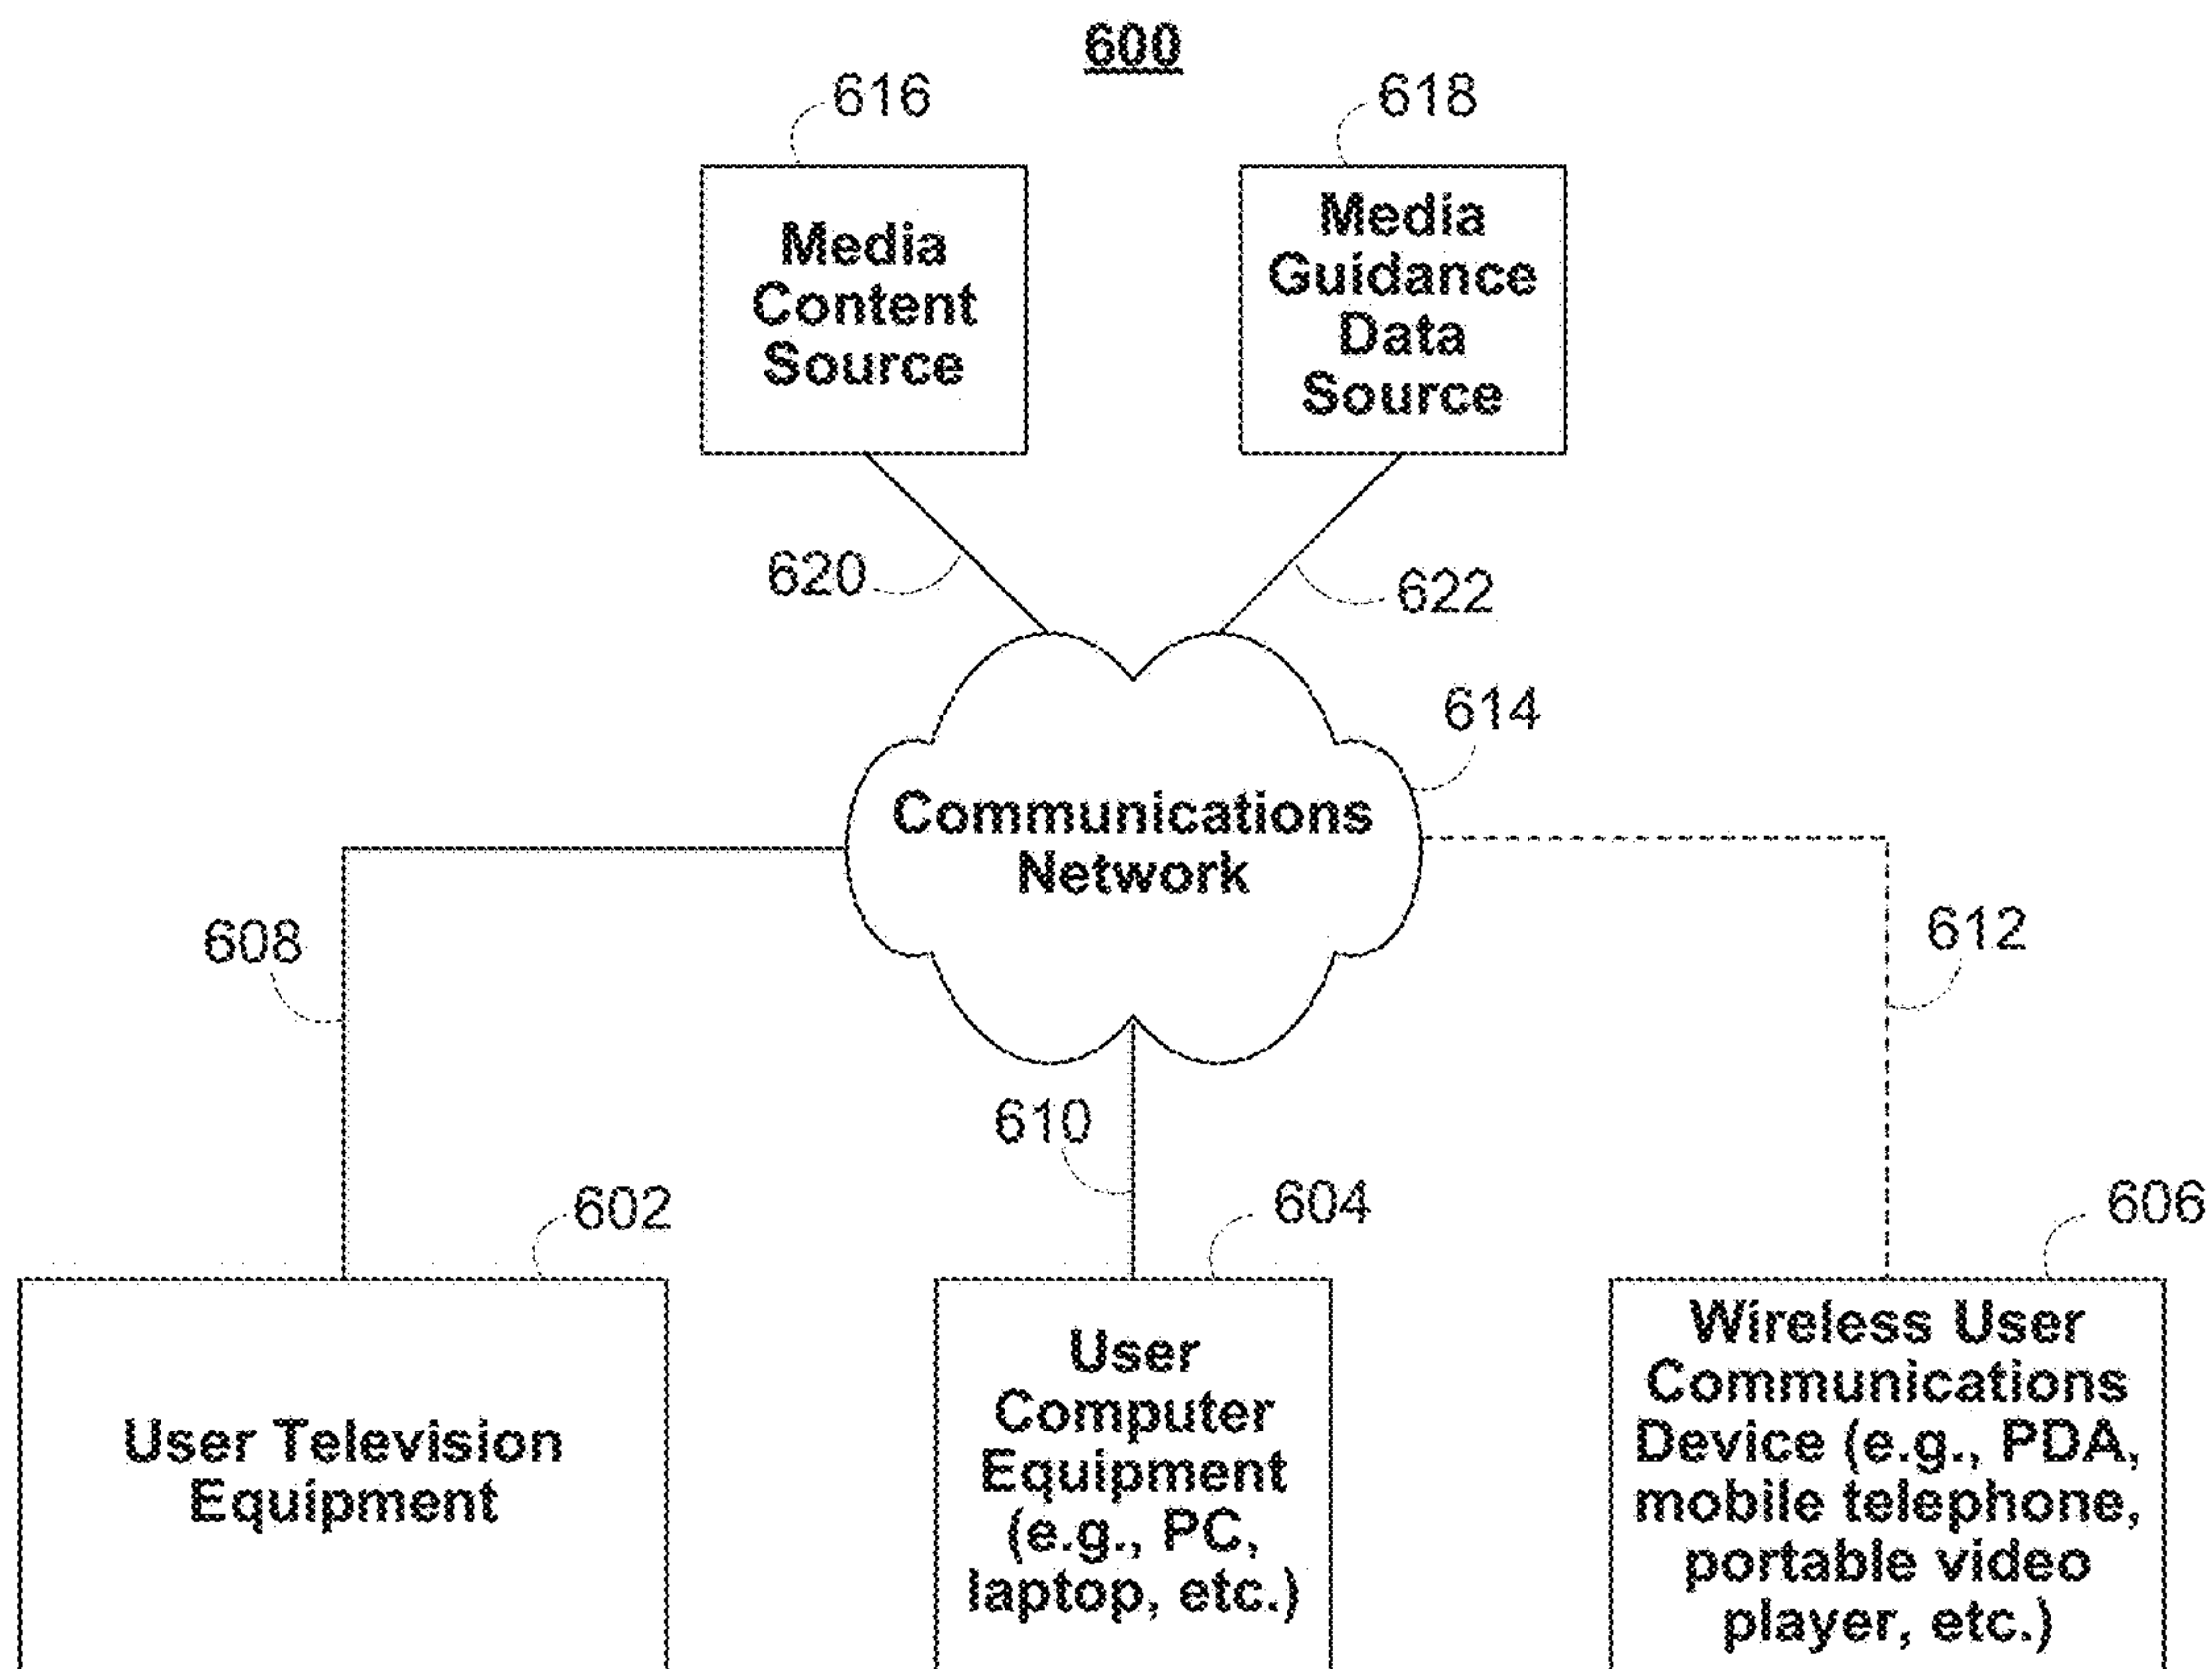 600
616
618
Media
Content
Source
Media
Guidance
Data
Source
620
622
614
Communications
Network
608
612
610
602
604
606
User Television
Equipment
User
Computer
Equipment
(e.g., PC,
laptop, etc.)
Wireless User
Communications
Device (e.g., PDA,
mobile telephone,
portable video
player, etc.)